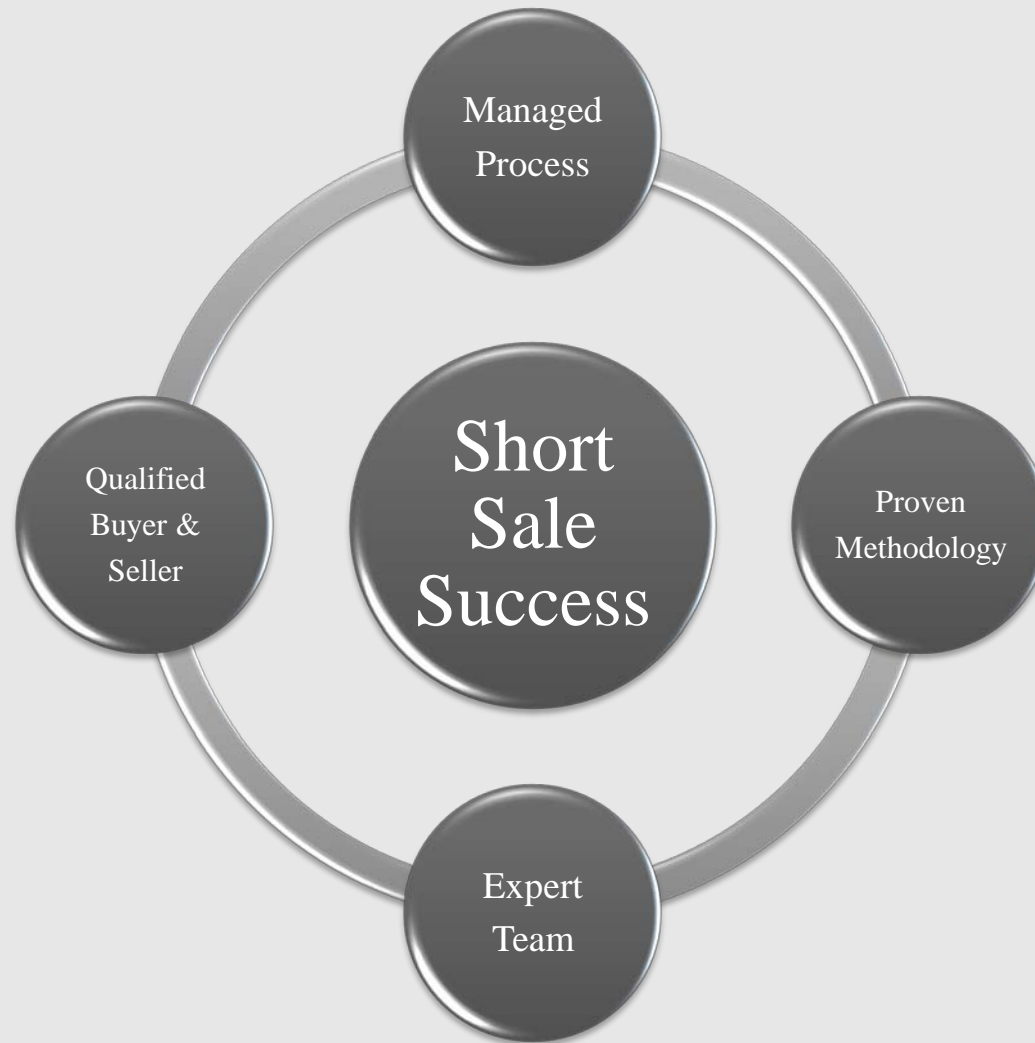 Managed
Process
Qualified
Buyer &
Seller
Short
Sale
Success
Proven
Methodology
Expert
Team